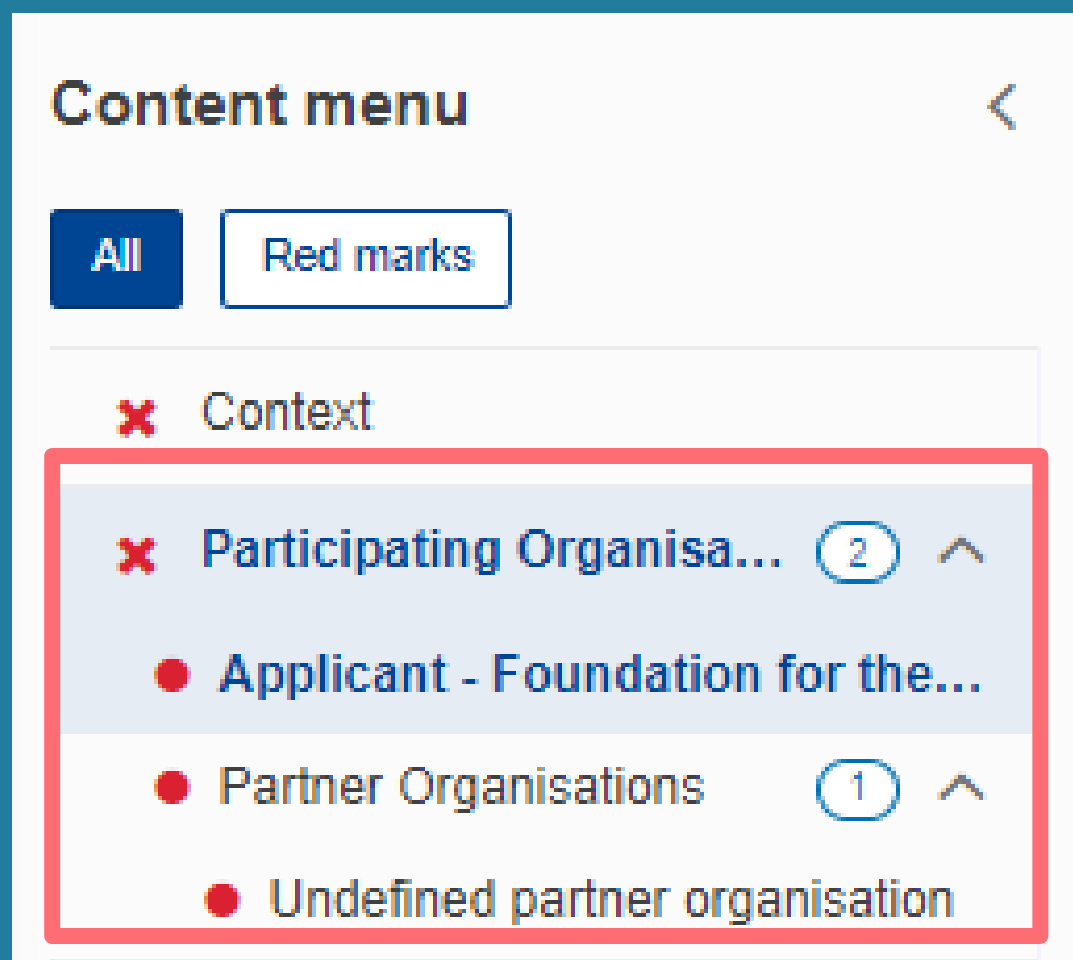 Content menu
All Red marks
Context
Participating Organisa... 2
Applicant - Foundation for the...
Partner Organisations 1
Undefined partner organisation